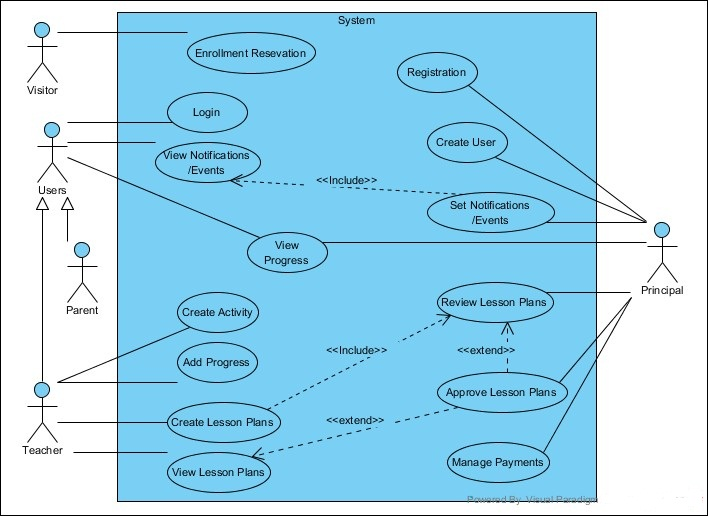 System
Enrollment Resevation
Visitor
Registration
Login
Create User
View Notifications
/Events
<<Include>>
Users
Set Notifications
/Events
View
Progress
Principal
Parent
Create Activity
Review Lesson Plans
<<Include>>
<<extend>>
Add Progress
Approve Lesson Plans
Create Lesson Plans
<<extend>>
Teacher
View Lesson Plans
Manage Payments
Powered By Visual Paradigm